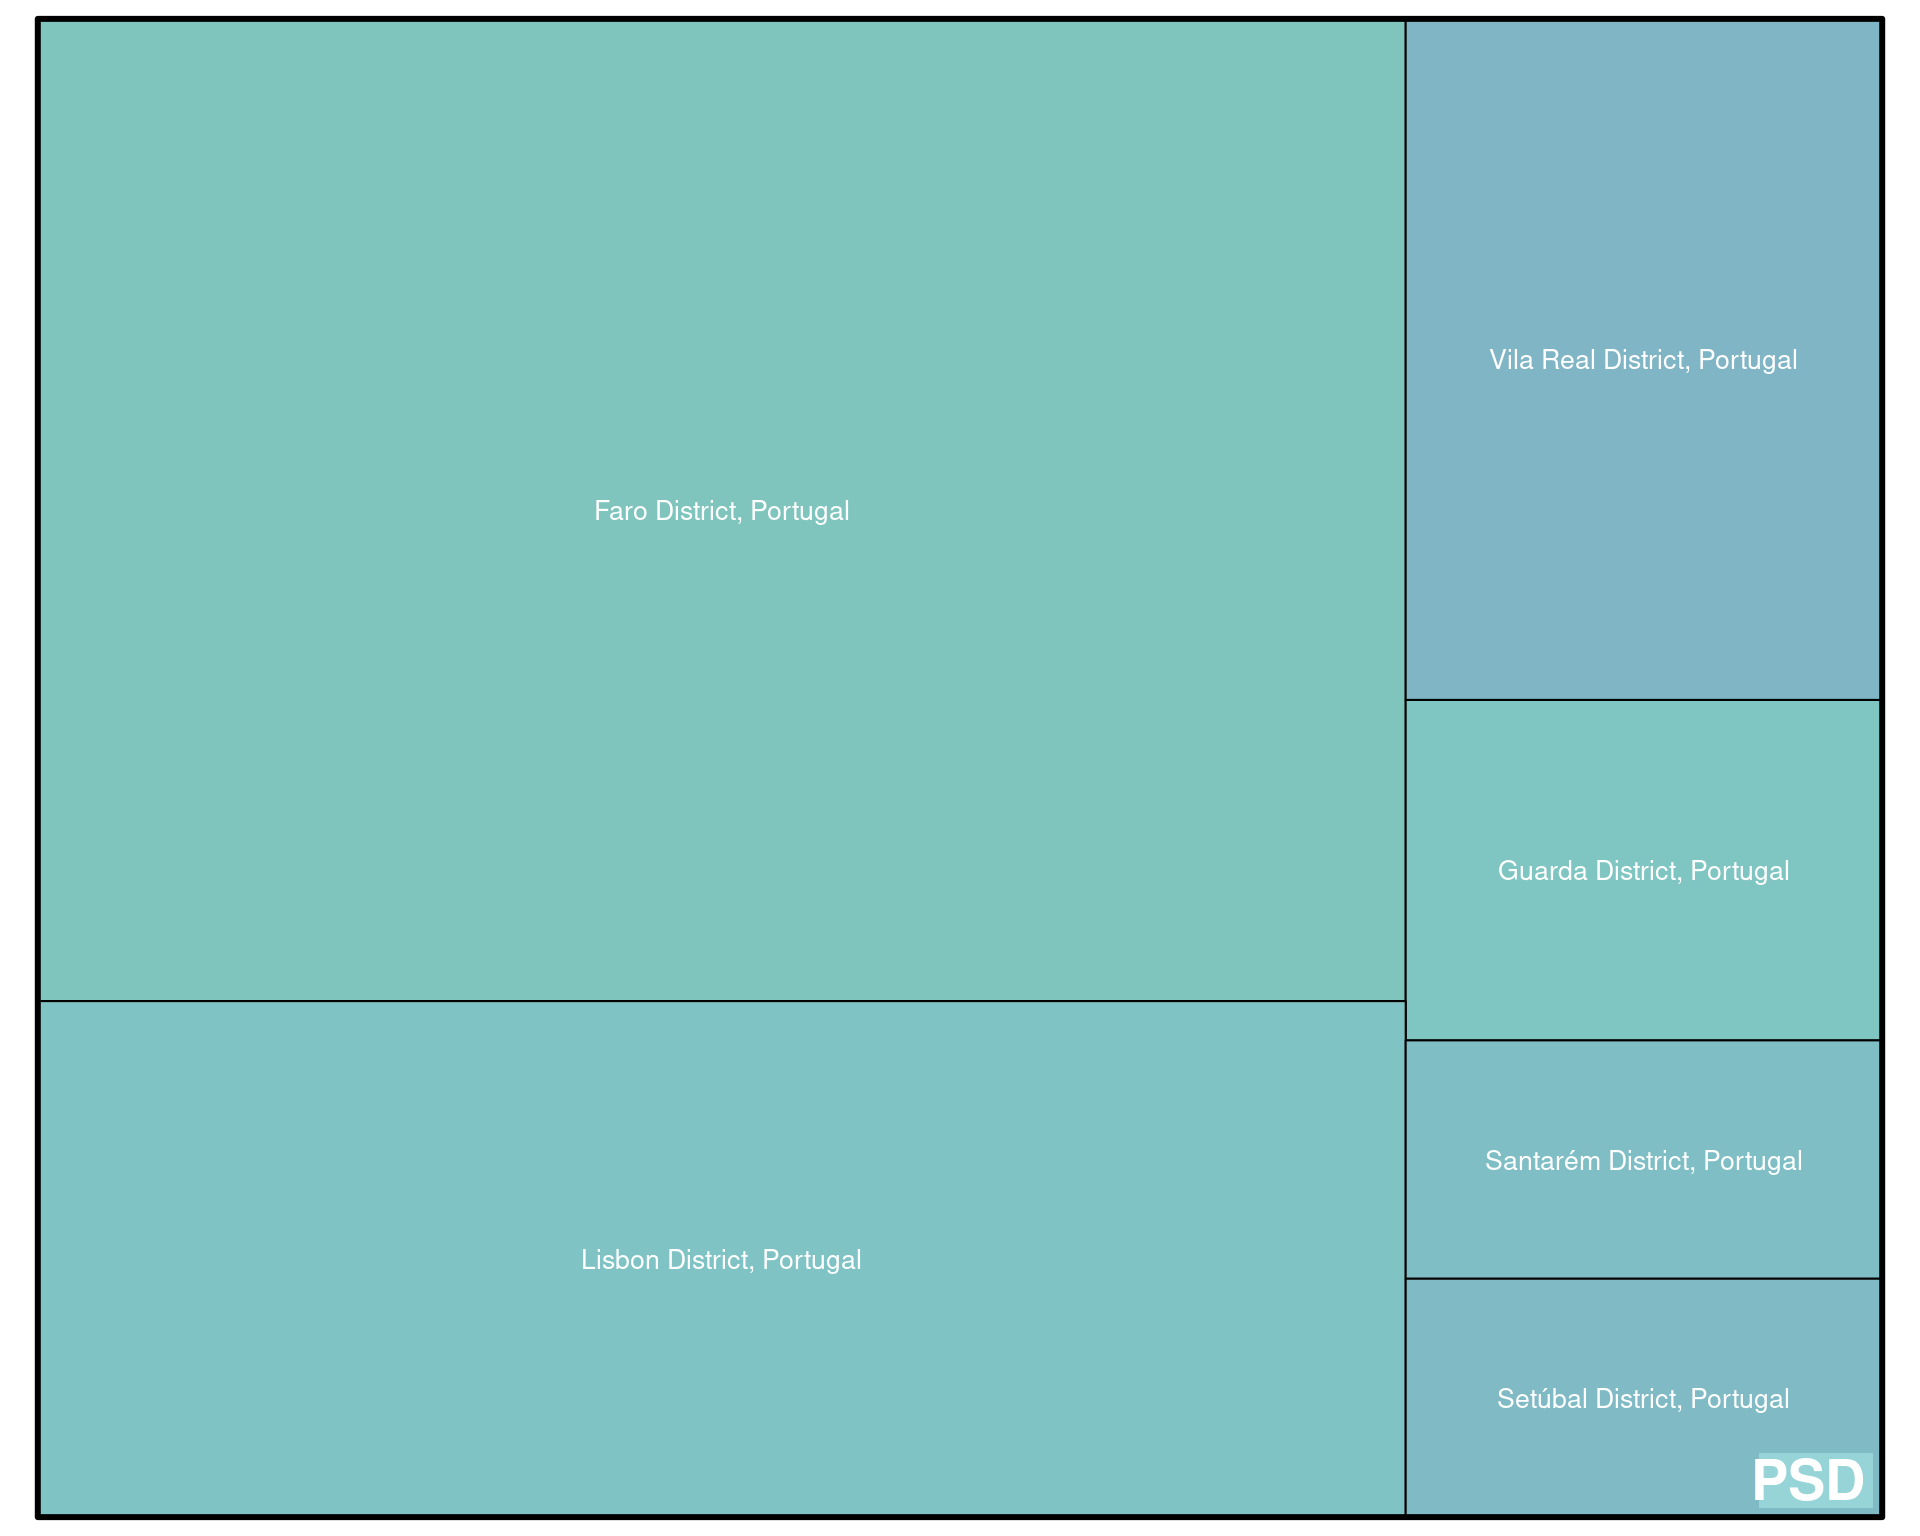 Faro District, Portugal
Lisbon District, Portugal
Vila Real District, Portugal
Guarda District, Portugal
Santarém District, Portugal
Setúbal District, Portugal
PSD